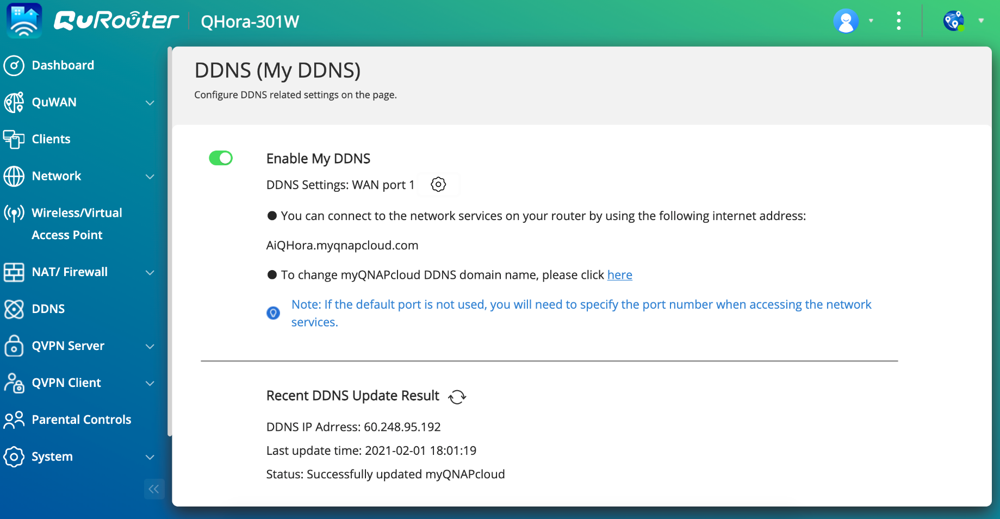 QuRouter
QHora-301W
Dashboard
QuWAN
Clients
Network
Wireless/Virtual
Access Point
NAT/ Firewall
DDNS
QVPN Server
QVPN Client
Parental Controls
System
DDNS (My DDNS)
Configure DDNS related settings on the page.
Enable My DDNS
DDNS Settings: WAN port 1
● You can connect to the network services on your router by using the following internet address:
AiQHora.myqnapcloud.com
● To change myQNAPcloud DDNS domain name, please click here
Note: If the default port is not used, you will need to specify the port number when accessing the network
services.
Recent DDNS Update Result
DDNS IP Adrress: 60.248.95.192
Last update time: 2021-02-01 18:01:19
Status: Successfully updated myQNAPcloud